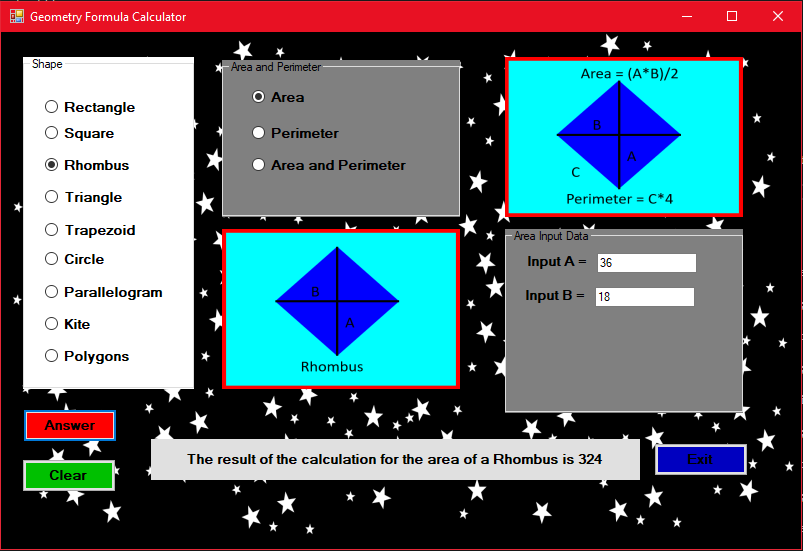 Geometry Formula Calculator
Shape
Rectangle
Square
Rhombus
Triangle
Trapezoid
Circle
Parallelogram
Kite
Polygons
Area and Perimeter
Area
Perimeter
Area and Perimeter
Area = (A*B)/2
B
A
C
Perimeter = C*4
B
A
Rhombus
Area Input Data
Input A = 36
Input B = 18
Answer
Clear
The result of the calculation for the area of a Rhombus is 324
Exit